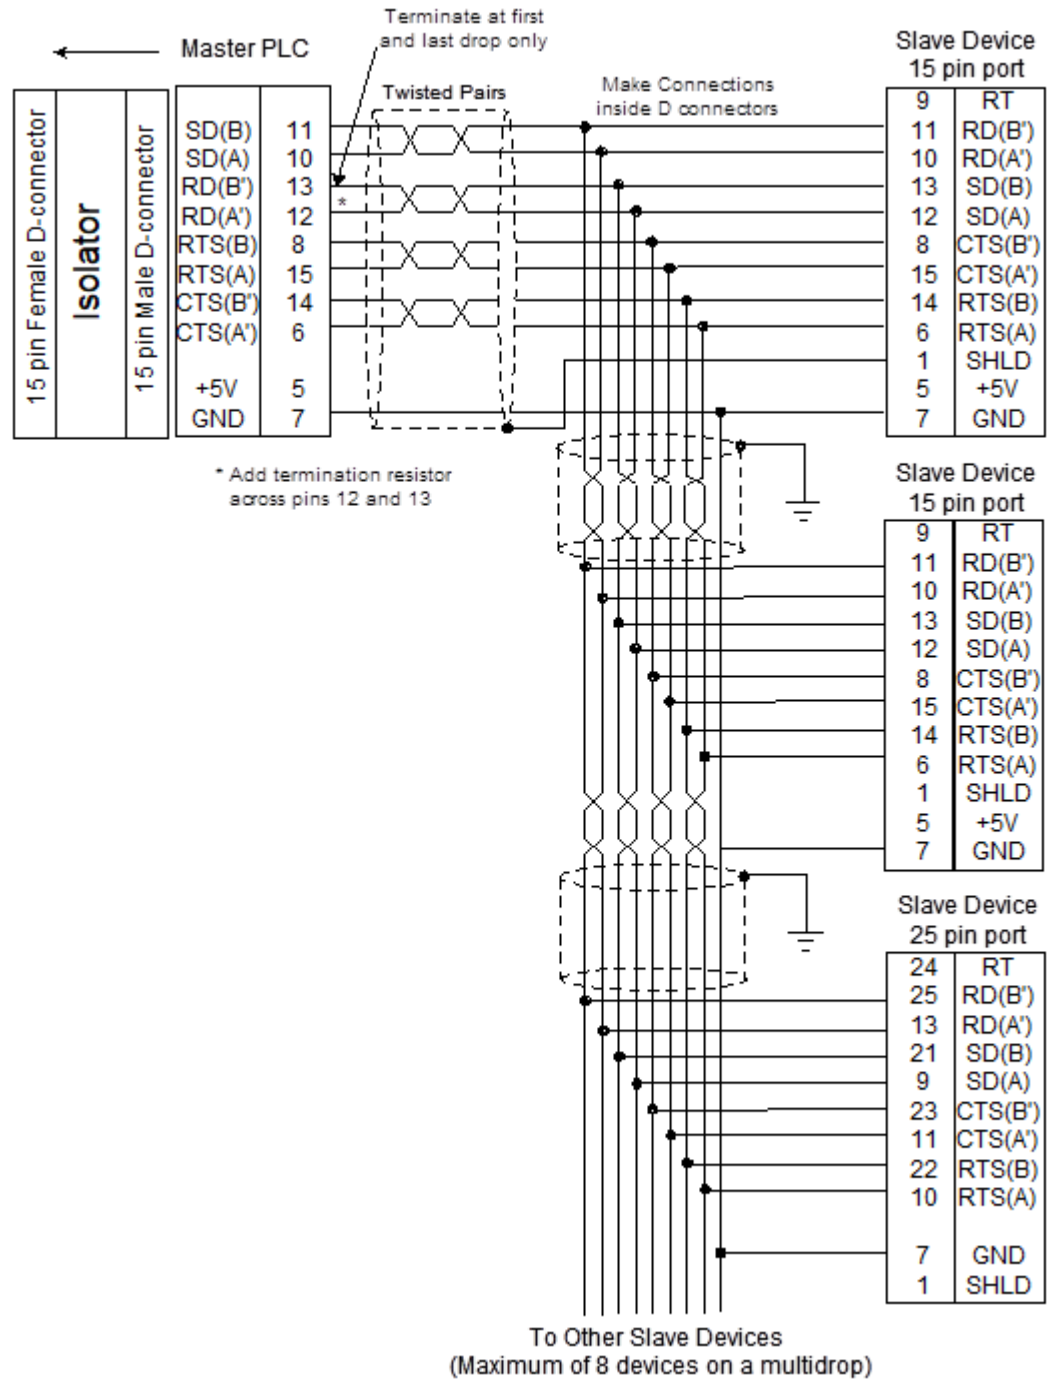 Terminate at first
and last drop only
Master PLC
Twisted Pairs
Make Connections
inside D connectors
15 pin Female D-connector
Isolator
15 pin Male D-connector
SD(B) 11
SD(A) 10
RD(B') 13
*
RD(A') 12
RTS(B) 8
RTS(A) 15
CTS(B') 14
CTS(A') 6
+5V 5
GND 7
* Add termination resistor
across pins 12 and 13
Slave Device
15 pin port
9 RT
11 RD(B')
10 RD(A')
13 SD(B)
12 SD(A)
8 CTS(B')
15 CTS(A')
14 RTS(B)
6 RTS(A)
1 SHLD
5 +5V
7 GND
Slave Device
15 pin port
9 RT
11 RD(B')
10 RD(A')
13 SD(B)
12 SD(A)
8 CTS(B')
15 CTS(A')
14 RTS(B)
6 RTS(A)
1 SHLD
5 +5V
7 GND
Slave Device
25 pin port
24 RT
25 RD(B')
13 RD(A')
21 SD(B)
9 SD(A)
23 CTS(B')
11 CTS(A')
22 RTS(B)
10 RTS(A)
7 GND
1 SHLD
To Other Slave Devices
(Maximum of 8 devices on a multidrop)